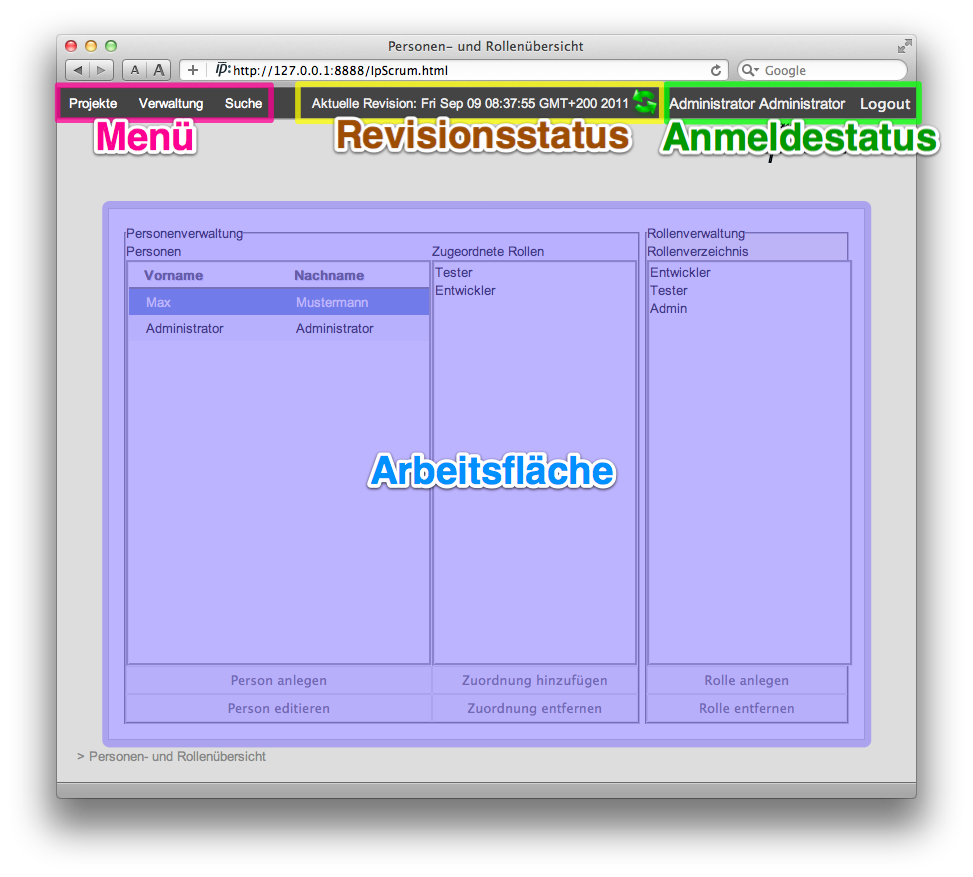 Personen- und Rollenübersicht
A A + iP: http://127.0.0.1:8888/IpScrum.html Google
Projekte Verwaltung Suche Aktuelle Revision: Fri Sep 09 08:37:55 GMT+200 2011 Administrator Administrator Logout
Menü Revisionsstatus Anmeldestatus
Personenverwaltung Rollenverwaltung
Personen Zugeordnete Rollen Rollenverzeichnis
Vorname Nachname Tester Entwickler
Entwickler Tester
Max Mustermann Admin
Administrator Administrator
Arbeitsfläche
Person anlegen Zuordnung hinzufügen Rolle anlegen
Person editieren Zuordnung entfernen Rolle entfernen
> Personen- und Rollenübersicht